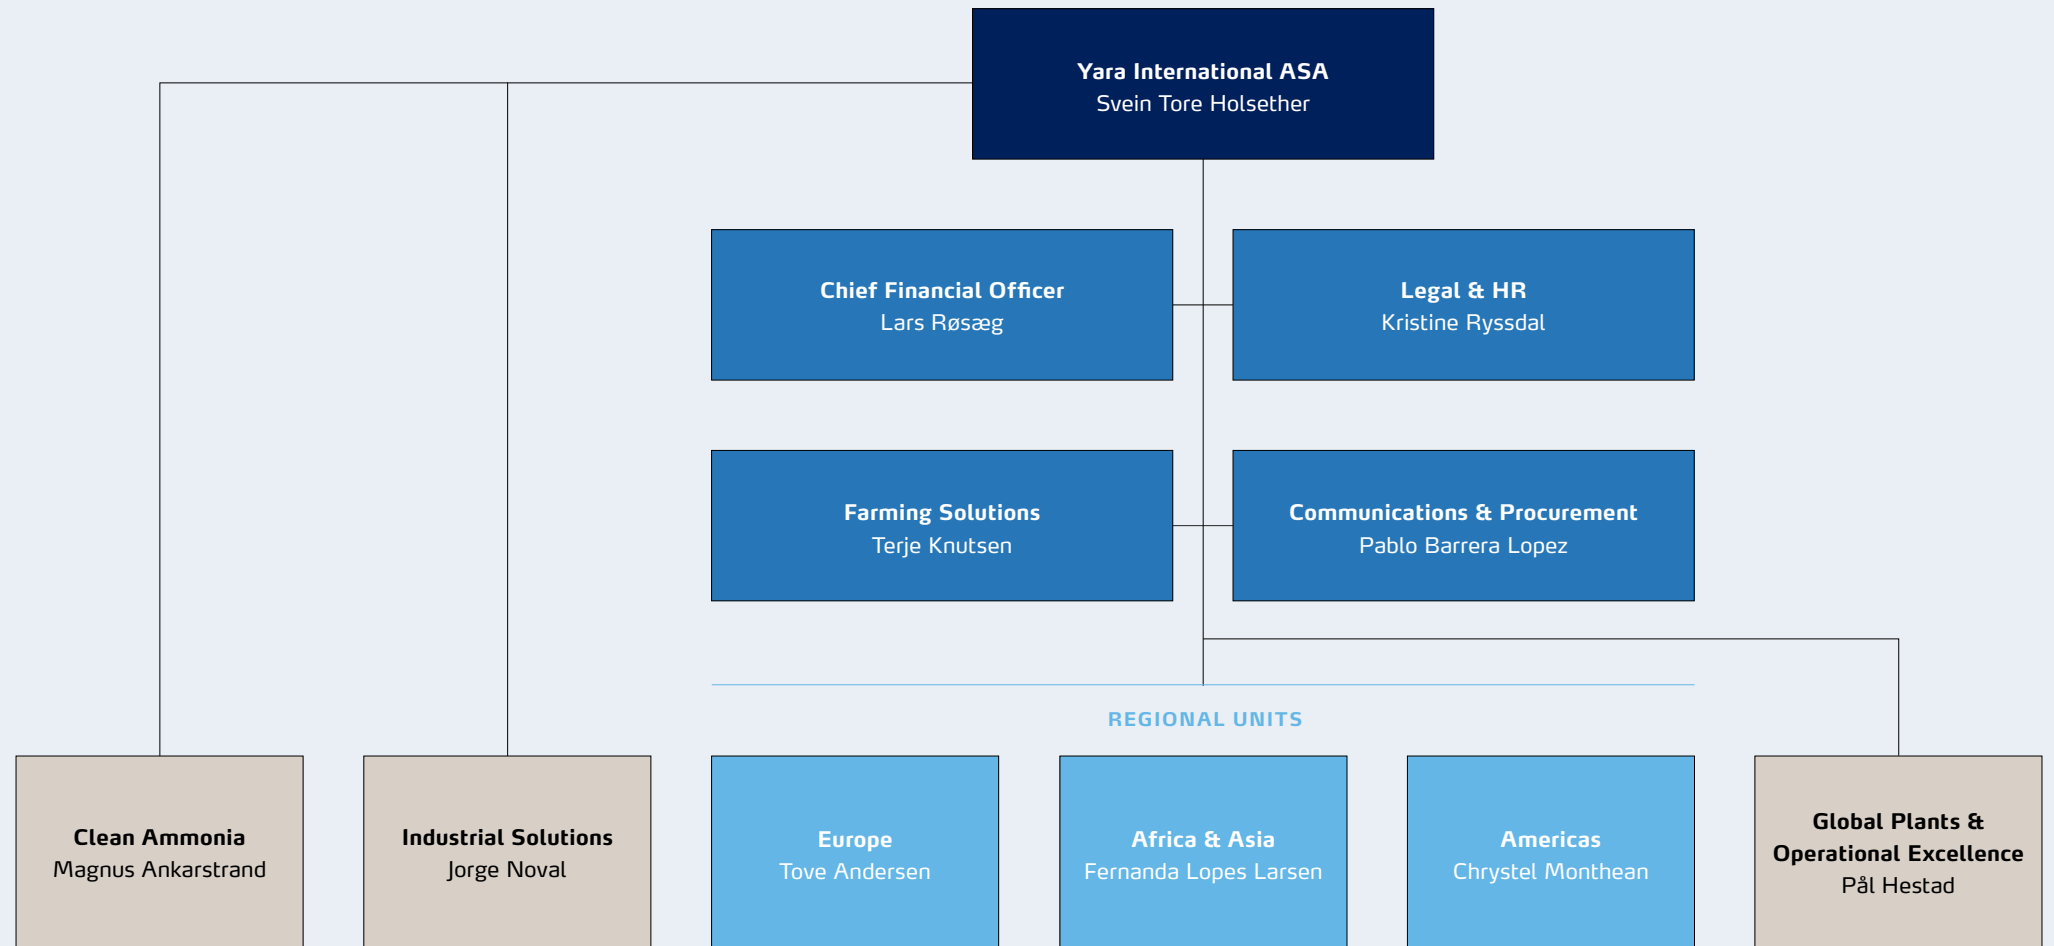 Yara International ASA
Svein Tore Holsether
Chief Financial Officer
Lars Røsæg
Legal & HR
Kristine Ryssdal
Farming Solutions
Terje Knutsen
Communications & Procurement
Pablo Barrera Lopez
REGIONAL UNITS
Clean Ammonia
Magnus Ankarstrand
Industrial Solutions
Jorge Noval
Europe
Tove Andersen
Africa & Asia
Fernanda Lopes Larsen
Americas
Chrystel Monthean
Global Plants &
Operational Excellence
Pål Hestad